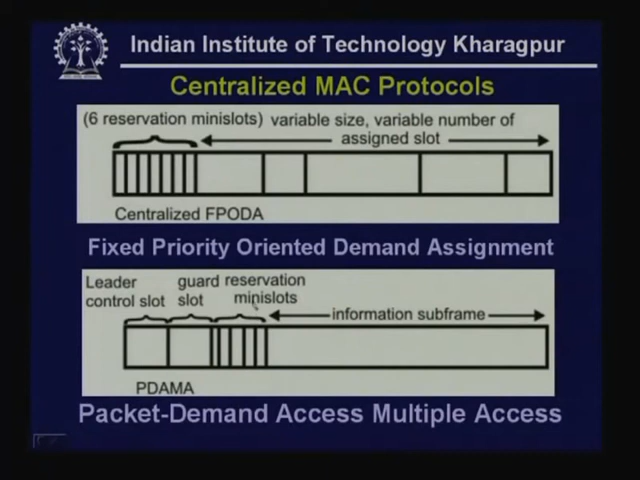 Indian Institute of Technology Kharagpur
Centralized MAC Protocols
(6 reservation minislots) variable size, variable number of
assigned slot
Centralized FPODA
Fixed Priority Oriented Demand Assignment
Leader guard reservation
control slot slot minislots
information subframe
PDAMA
Packet-Demand Access Multiple Access